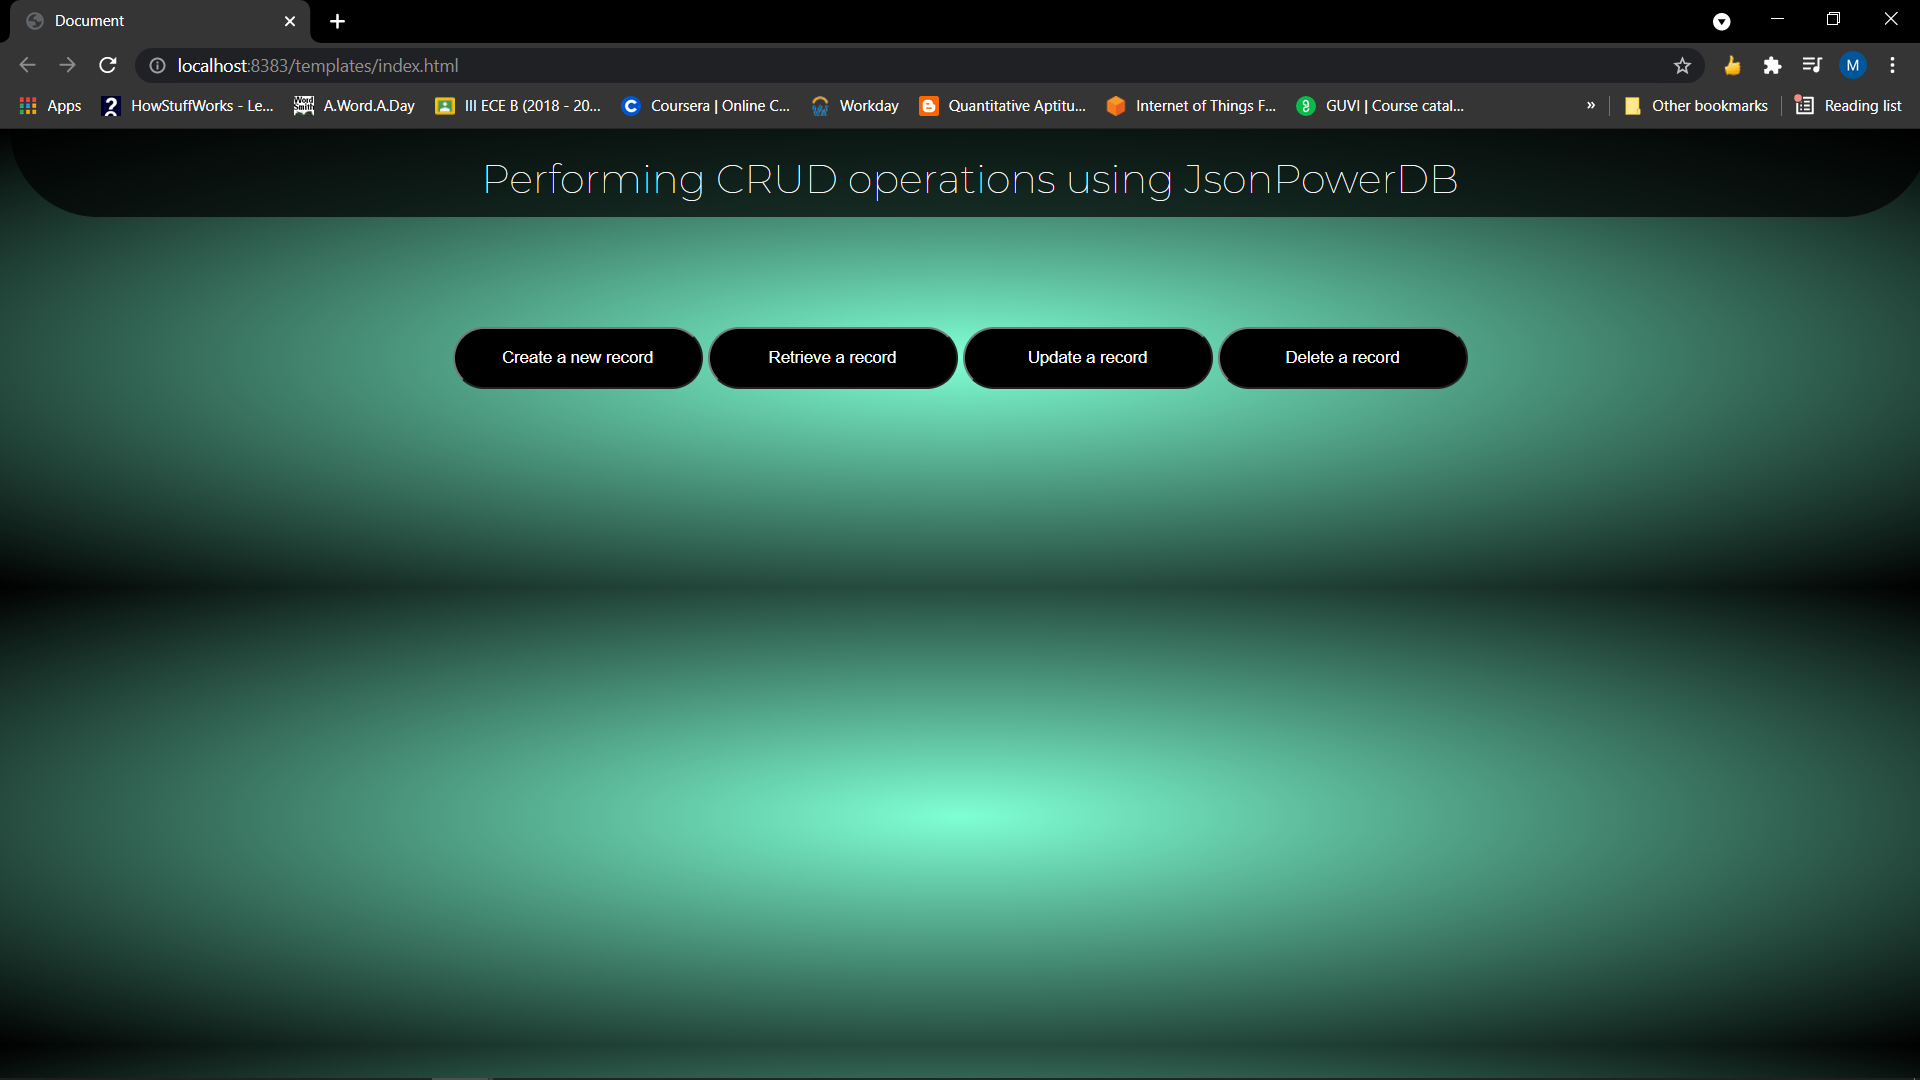 Document
localhost:8383/templates/index.html
M
Apps
HowStuffWorks - Le...
Word Smith
A.Word.A.Day
III ECE B (2018 - 20...
Coursera | Online C...
Workday
Quantitative Aptitu...
Internet of Things F...
GUVI | Course catal...
»
Other bookmarks
Reading list
Performing CRUD operations using JsonPowerDB
Create a new record
Retrieve a record
Update a record
Delete a record